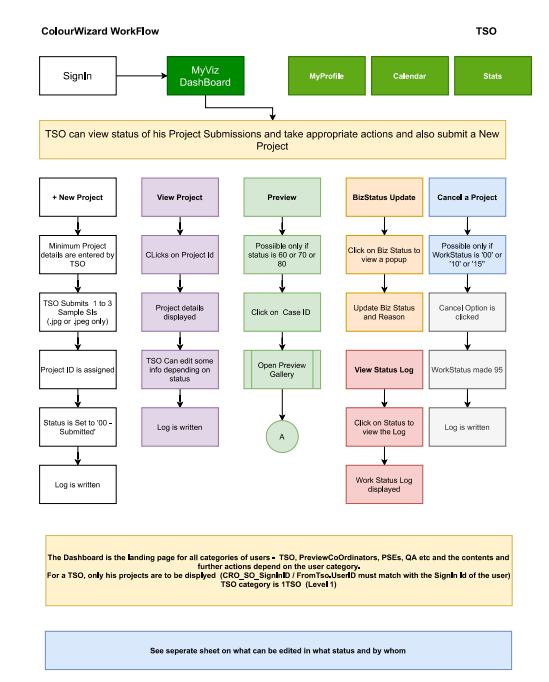 ColourWizard WorkFlow
TSO
SignIn
MyViz
DashBoard
MyProfile
Calendar
Stats
TSO can view status of his Project Submissions and take appropriate actions and also submit a New
Project
+ New Project
Minimum Project
details are entered by
TSO
TSO Submits 1 to 3
Sample SIs
(.jpg or .jpeg only)
Project ID is assigned
Status is Set to '00 -
Submitted'
Log is written
View Project
CLicks on Project Id
Project details
displayed
TSO Can edit some
info depending on
status
Log is written
Preview
Possiible only if
status is 60 or 70 or
80
Click on Case ID
Open Preview
Gallery
A
BizStatus Update
Click on Biz Status to
view a popup
Update Biz Status
and Reason
View Status Log
Click on Status to
view the Log
Work Status Log
displayed
Cancel a Project
Possible only if
WorkStatus is '00' or
'10' or '15"
Cancel Option is
clicked
WorkStatus made 95
Log is written
The Dashboard is the landing page for all categories of users - TSO, PreviewCoOrdinators, PSEs, QA etc and the contents and
further actions depend on the user category.
For a TSO, only his projects are to be displyed (CRO_SO_SignInID / FromTso.UserID must match with the SignIn Id of the user)
TSO category is 1TSO (Level 1)
See seperate sheet on what can be edited in what status and by whom